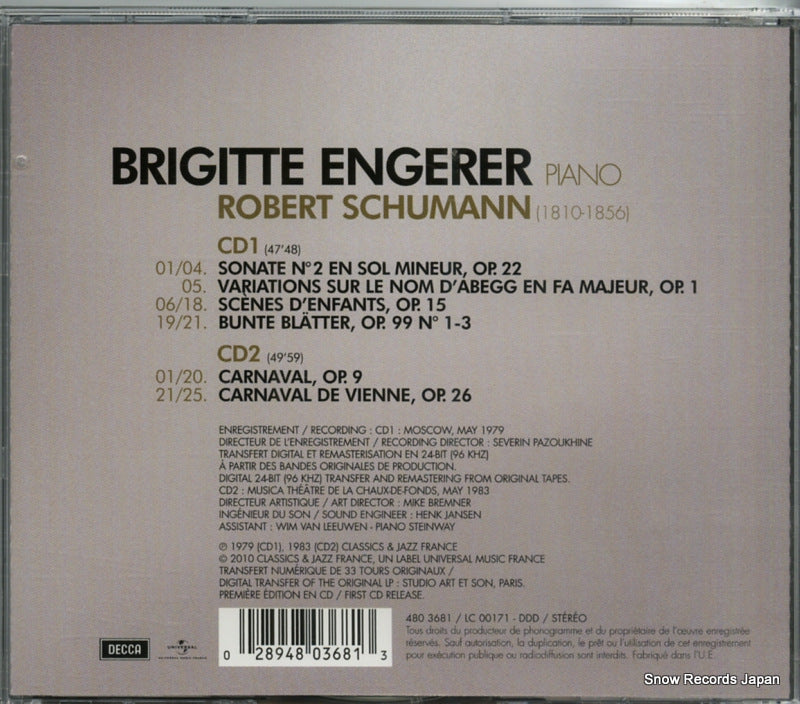 BRIGITTE ENGERER PIANO
ROBERT SCHUMANN (1810-1856)
CD1 (47'48)
01/04. SONATE N°2 EN SOL MINEUR, OP. 22
05. VARIATIONS SUR LE NOM D'ABEGG EN FA MAJEUR, OP. 1
06/18. SCÈNES D'ENFANTS, OP. 15
19/21. BUNTE BLÄTTER, OP. 99 N° 1-3
CD2 (49'59)
01/20. CARNAVAL, OP. 9
21/25. CARNAVAL DE VIENNE, OP. 26
ENREGISTREMENT / RECORDING : CD1 : MOSCOW, MAY 1979
DIRECTEUR DE L'ENREGISTREMENT / RECORDING DIRECTOR : SEVERIN PAZOUKHINE
TRANSFERT DIGITAL ET REMASTERISATION EN 24-BIT (96 KHZ)
À PARTIR DES BANDES ORIGINALES DE PRODUCTION.
DIGITAL 24-BIT (96 KHZ) TRANSFER AND REMASTERING FROM ORIGINAL TAPES.
CD2 : MUSICA THÉÂTRE DE LA CHAUX-DE-FONDS, MAY 1983
DIRECTEUR ARTISTIQUE / ART DIRECTOR : MIKE BREMNER
INGÉNIEUR DU SON / SOUND ENGINEER : HENK JANSEN
ASSISTANT : WIM VAN LEEUWEN - PIANO STEINWAY
℗ 1979 (CD1), 1983 (CD2) CLASSICS & JAZZ FRANCE
© 2010 CLASSICS & JAZZ FRANCE, UN LABEL UNIVERSAL MUSIC FRANCE
TRANSFERT NUMÉRIQUE DE 33 TOURS ORIGINAUX /
DIGITAL TRANSFER OF THE ORIGINAL LP : STUDIO ART ET SON, PARIS.
PREMIÈRE ÉDITION EN CD / FIRST CD RELEASE.
DECCA
UNIVERSAL
UNIVERSAL MUSIC FRANCE
0 28948 03681 3
480 3681 / LC 00171 - DDD / STÉRÉO
Tous droits du producteur de phonogramme et du propriétaire de l'œuvre enregistrée
réservés. Sauf autorisation, la duplication, le prêt ou l'utilisation de cet enregistrement
pour exécution publique ou radiodiffusion sont interdits. Fabriqué dans l'U.E.
Snow Records Japan